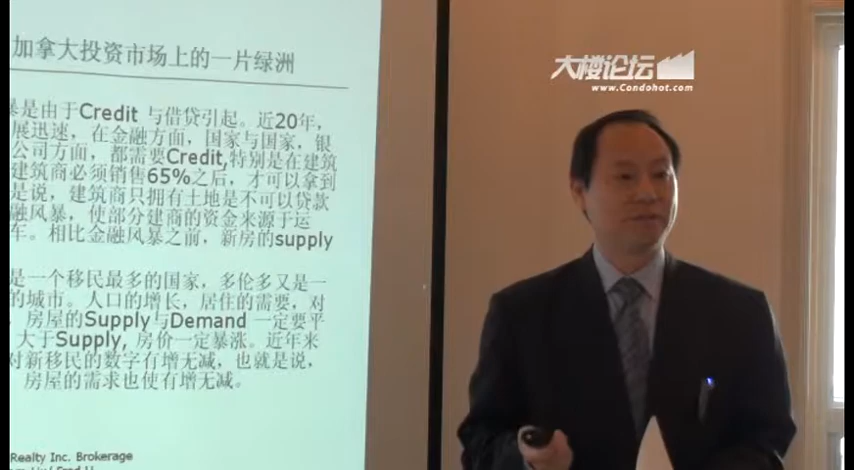 加拿大投资市场上的一片绿洲
大楼论坛
www.Condohot.com
暴是由于Credit 与借贷引起。近20年，
展迅速，在金融方面，国家与国家，银
公司方面，都需要Credit,特别是在建筑
建筑商必须销售65%之后，才可以拿到
是说，建筑商只拥有土地是不可以贷款
融风暴，使部分建商的资金来源于运
车。相比金融风暴之前，新房的supply
是一个移民最多的国家，多伦多又是一
的城市。人口的增长，居住的需要，对
，房屋的Supply与Demand 一定要平
大于Supply, 房价一定暴涨。近年来
对新移民的数字有增无减，也就是说，
房屋的需求也使有增无减。
Realty Inc. Brokerage